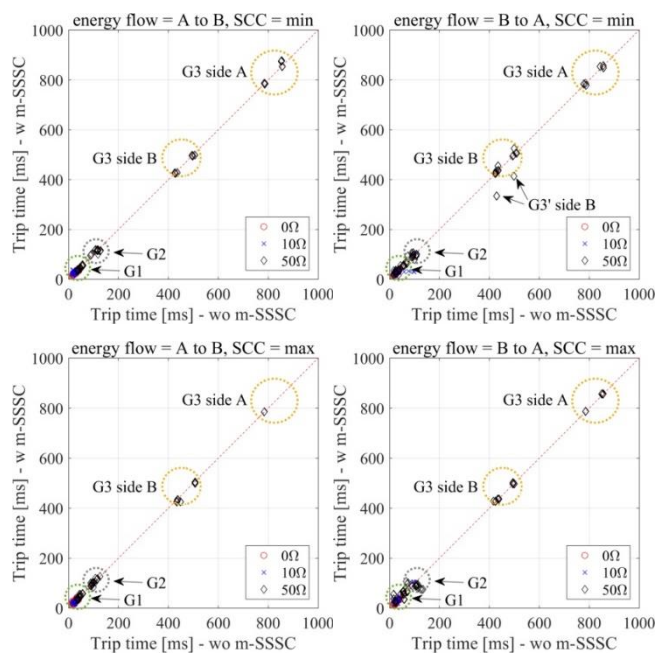 energy flow = A to B, SCC = min
1000
800
600
400
200
0
0 200 400 600 800 1000
Trip time [ms] - w m-SSSC
Trip time [ms] - wo m-SSSC
G3 side A
G3 side B
G2
G1
0Ω
10Ω
50Ω
energy flow = B to A, SCC = min
1000
800
600
400
200
0
0 200 400 600 800 1000
Trip time [ms] - w m-SSSC
Trip time [ms] - wo m-SSSC
G3 side A
G3 side B
G3' side B
G2
G1
0Ω
10Ω
50Ω
energy flow = A to B, SCC = max
1000
800
600
400
200
0
0 200 400 600 800 1000
Trip time [ms] - w m-SSSC
Trip time [ms] - wo m-SSSC
G3 side A
G3 side B
G2
G1
0Ω
10Ω
50Ω
energy flow = B to A, SCC = max
1000
800
600
400
200
0
0 200 400 600 800 1000
Trip time [ms] - w m-SSSC
Trip time [ms] - wo m-SSSC
G3 side A
G3 side B
G2
G1
0Ω
10Ω
50Ω